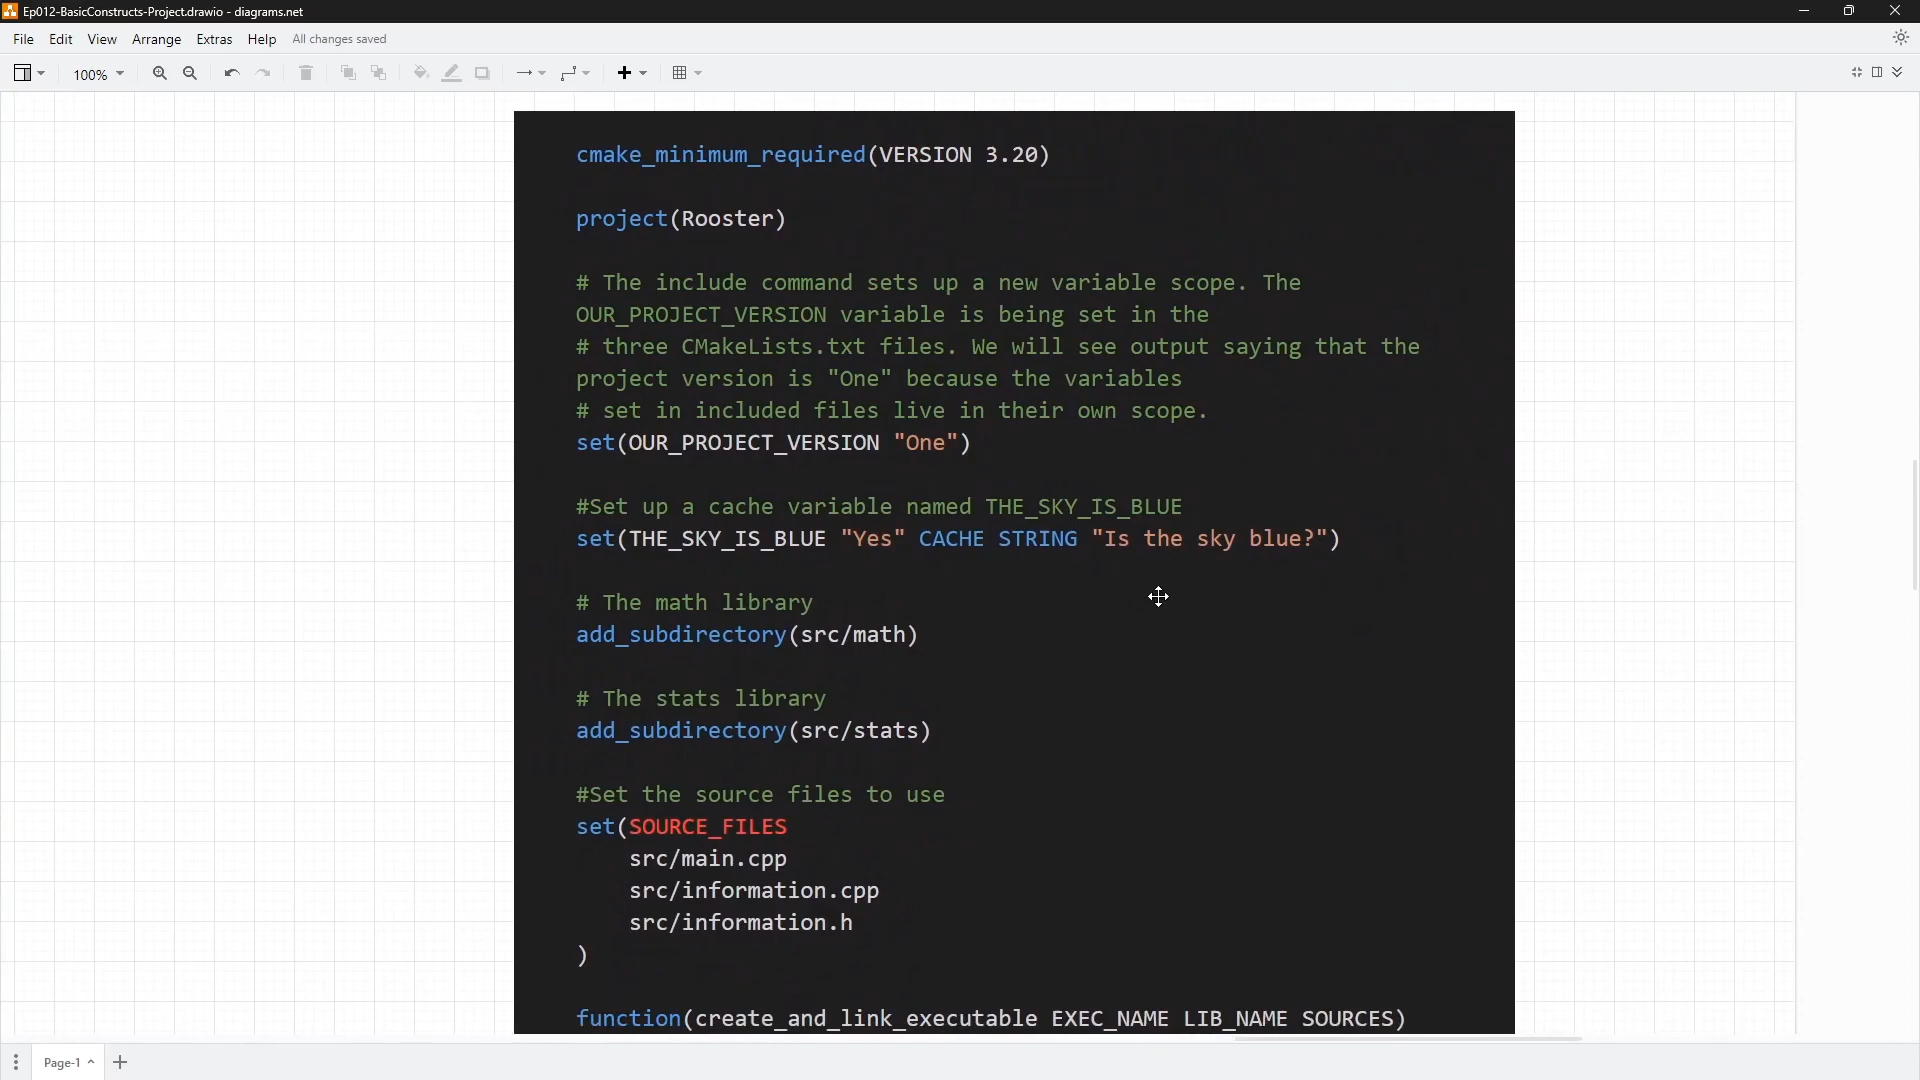 Ep012-BasicConstructs-Project.drawio - diagrams.net
File Edit View Arrange Extras Help All changes saved
100%
cmake_minimum_required(VERSION 3.20)
project(Rooster)
# The include command sets up a new variable scope. The
OUR_PROJECT_VERSION variable is being set in the
# three CMakeLists.txt files. We will see output saying that the
project version is "One" because the variables
# set in included files live in their own scope.
set(OUR_PROJECT_VERSION "One")
#Set up a cache variable named THE_SKY_IS_BLUE
set(THE_SKY_IS_BLUE "Yes" CACHE STRING "Is the sky blue?")
# The math library
add_subdirectory(src/math)
# The stats library
add_subdirectory(src/stats)
#Set the source files to use
set(SOURCE_FILES
src/main.cpp
src/information.cpp
src/information.h
)
function(create_and_link_executable EXEC_NAME LIB_NAME SOURCES)
Page-1